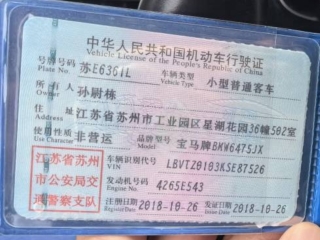 中华人民共和国机动车行驶证
Vehicle License of the People's Republic of China
号牌号码 苏E6361L 车辆类型 小型普通客车
Plate No. Vehicle Type
所有人 孙尉栋
Owner
住址 江苏省苏州市工业园区星湖花园36幢502室
Address
使用性质 非营运 品牌型号 宝马牌BMW6475JX
Use Character Model
江苏省苏州
市公安局交
通警察支队
车辆识别代号 LBVTZ0103KSE87526
VIN
发动机号码 4265E543
Engine No.
注册日期 2018-10-26 发证日期 2018-10-26
Register Date Issue Date